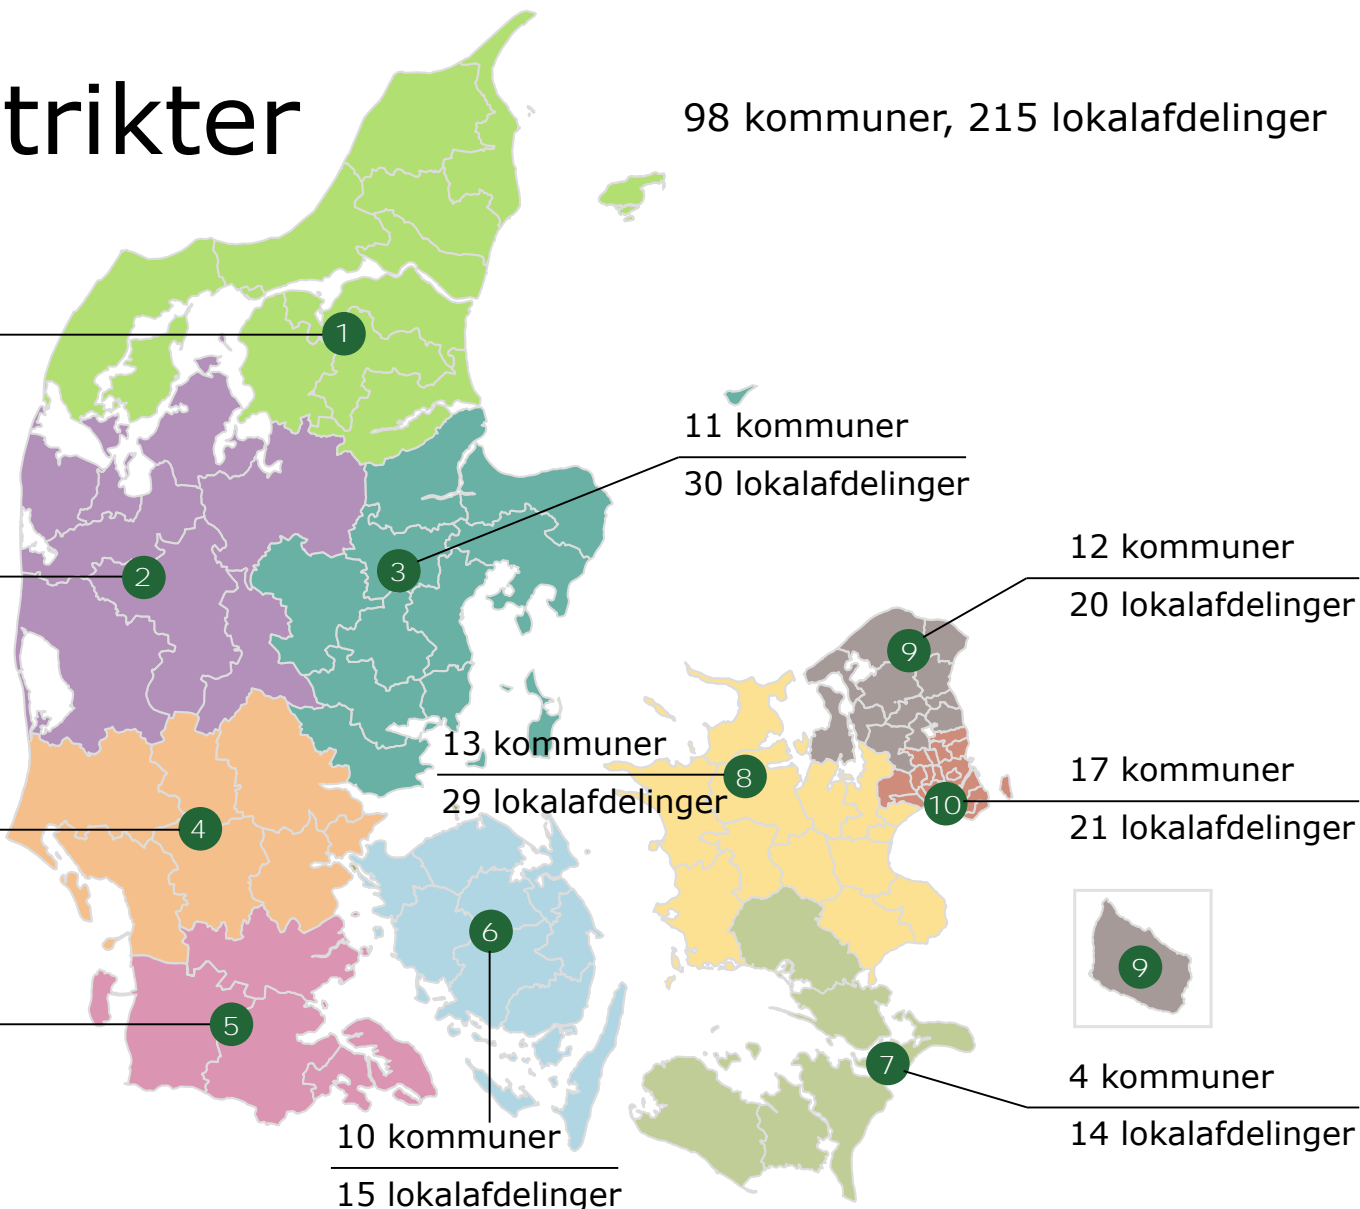 trikter
98 kommuner, 215 lokalafdelinger
1
11 kommuner
30 lokalafdelinger
2
3
12 kommuner
20 lokalafdelinger
9
13 kommuner
29 lokalafdelinger
8
17 kommuner
21 lokalafdelinger
10
4
6
9
5
7
4 kommuner
14 lokalafdelinger
10 kommuner
15 lokalafdelinger